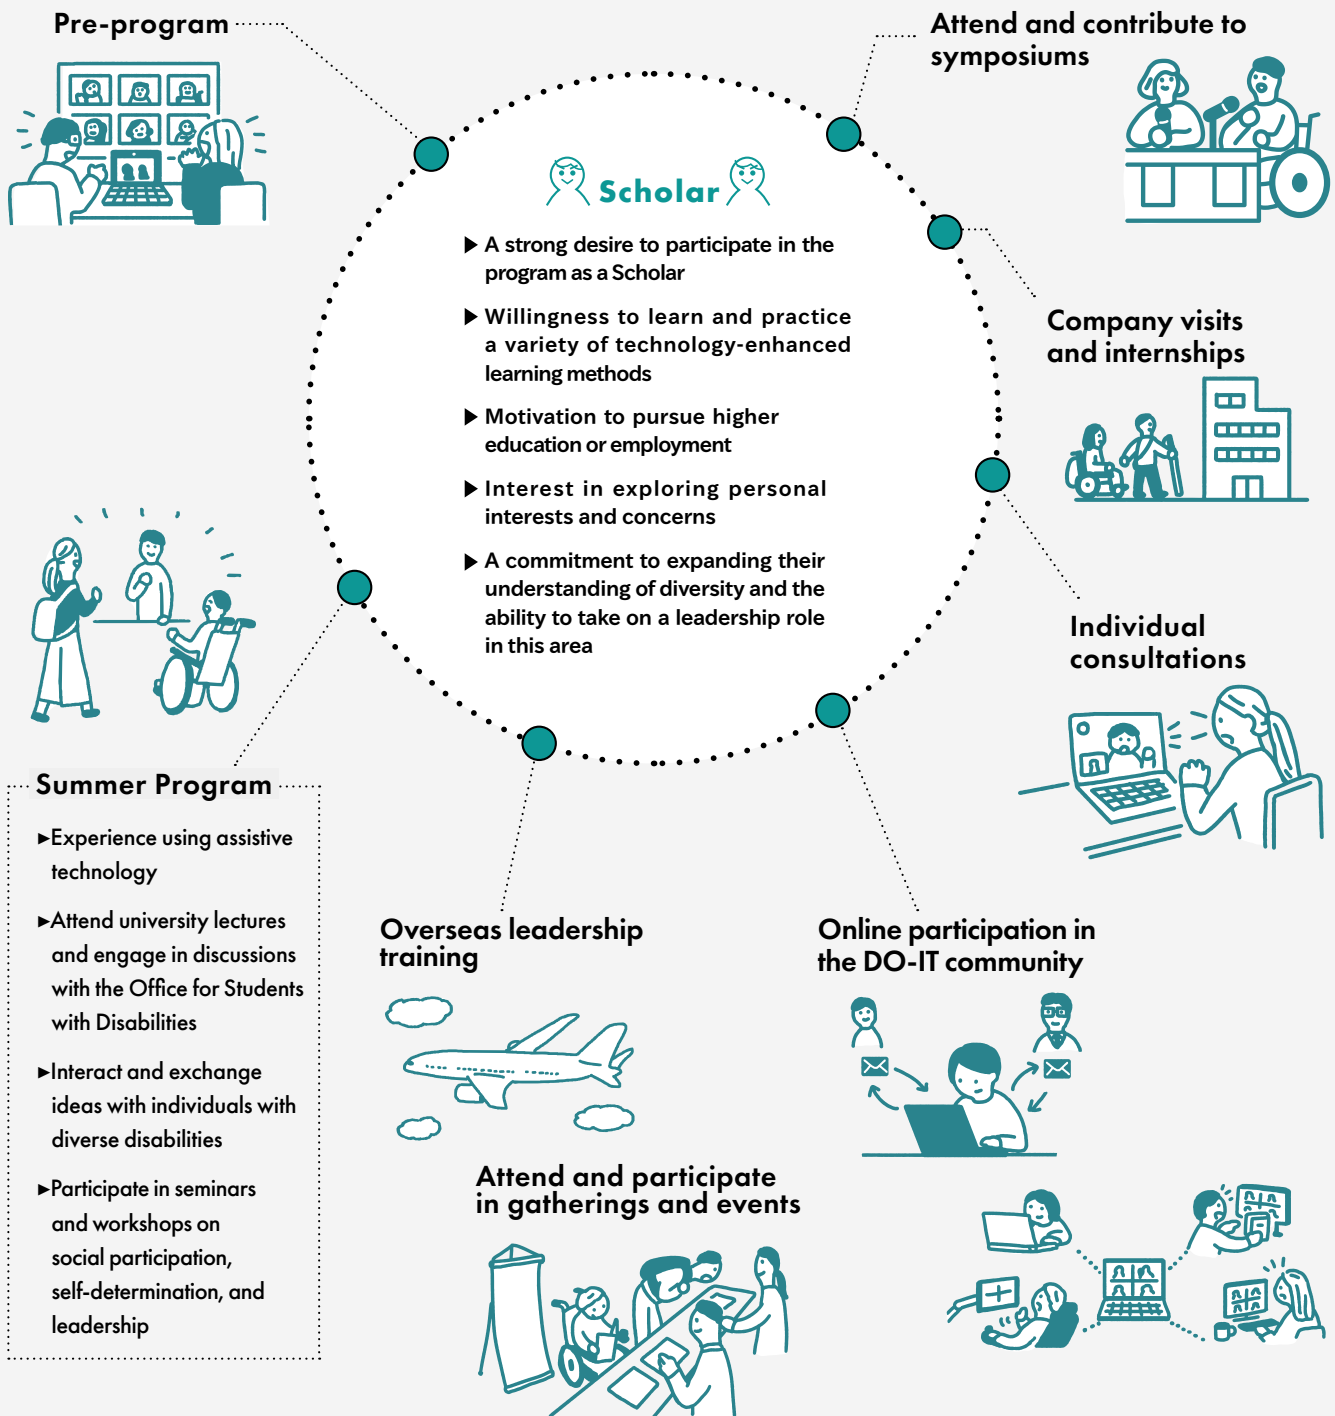 Pre-program
Attend and contribute to
symposiums
Scholar
▶ A strong desire to participate in the
program as a Scholar
▶ Willingness to learn and practice
a variety of technology-enhanced
learning methods
▶ Motivation to pursue higher
education or employment
▶ Interest in exploring personal
interests and concerns
▶ A commitment to expanding their
understanding of diversity and the
ability to take on a leadership role
in this area
Company visits
and internships
Individual
consultations
Summer Program
▶Experience using assistive
technology
▶Attend university lectures
and engage in discussions
with the Office for Students
with Disabilities
▶Interact and exchange
ideas with individuals with
diverse disabilities
▶Participate in seminars
and workshops on
social participation,
self-determination, and
leadership
Overseas leadership
training
Online participation in
the DO-IT community
Attend and participate
in gatherings and events